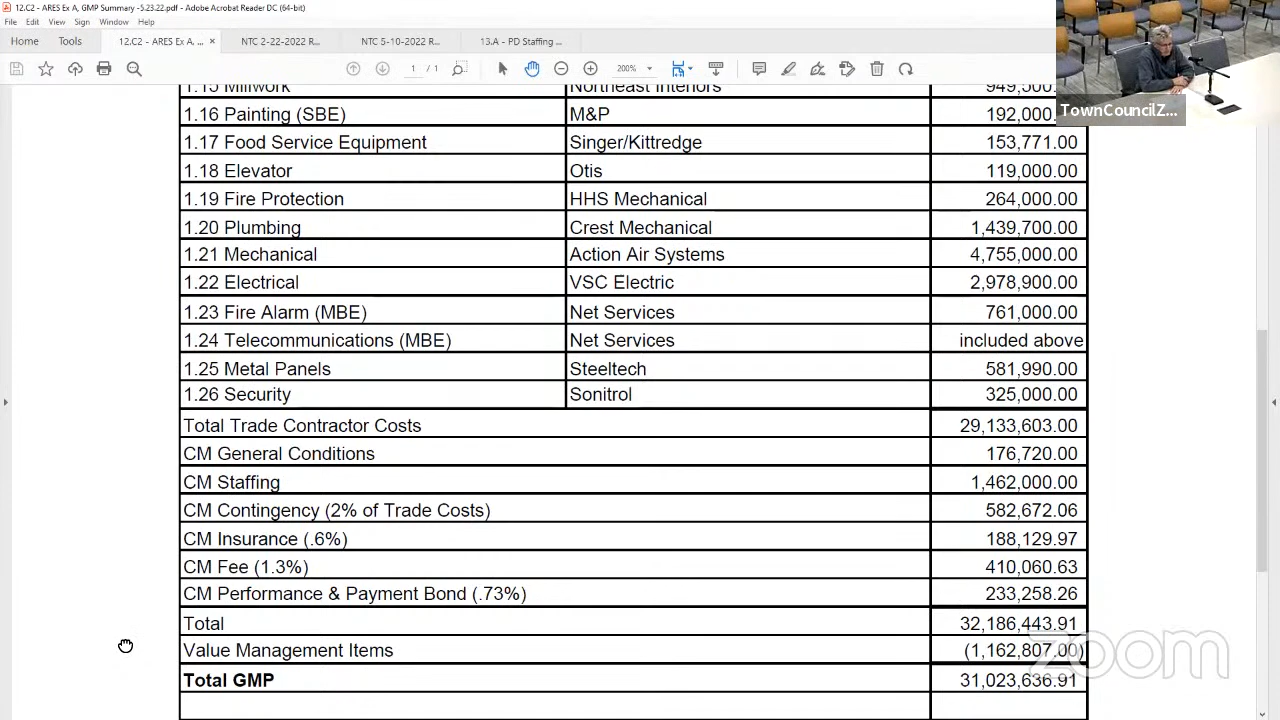 12.C2 - ARES Ex A, GMP Summary -5.23.22.pdf - Adobe Acrobat Reader DC (64-bit)
File Edit View Sign Window Help
Home Tools 12.C2 - ARES Ex A, ... × NTC 2-22-2022 R... NTC 5-10-2022 R... 13.A - PD Staffing ...
1 / 1 200%
TownCouncilZ...
1.15 Millwork Northeast Interiors 949,500.
1.16 Painting (SBE) M&P 192,000.
1.17 Food Service Equipment Singer/Kittredge 153,771.00
1.18 Elevator Otis 119,000.00
1.19 Fire Protection HHS Mechanical 264,000.00
1.20 Plumbing Crest Mechanical 1,439,700.00
1.21 Mechanical Action Air Systems 4,755,000.00
1.22 Electrical VSC Electric 2,978,900.00
1.23 Fire Alarm (MBE) Net Services 761,000.00
1.24 Telecommunications (MBE) Net Services included above
1.25 Metal Panels Steeltech 581,990.00
1.26 Security Sonitrol 325,000.00
Total Trade Contractor Costs 29,133,603.00
CM General Conditions 176,720.00
CM Staffing 1,462,000.00
CM Contingency (2% of Trade Costs) 582,672.06
CM Insurance (.6%) 188,129.97
CM Fee (1.3%) 410,060.63
CM Performance & Payment Bond (.73%) 233,258.26
Total 32,186,443.91
Value Management Items (1,162,807.00)
Total GMP 31,023,636.91
zoom